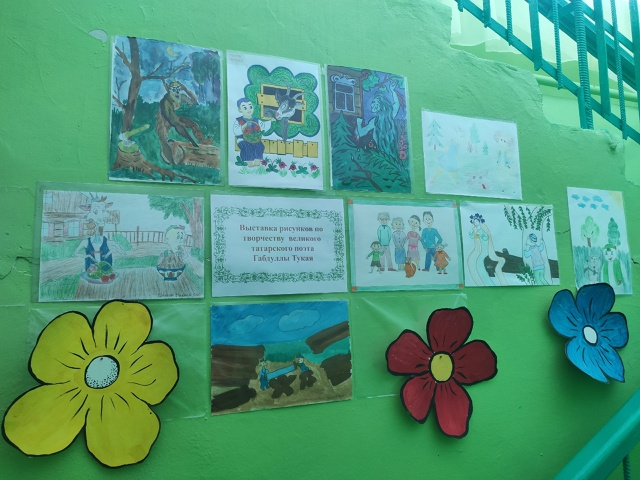 Выставка рисунков по
творчеству великого
татарского поэта
Габдуллы Тукая